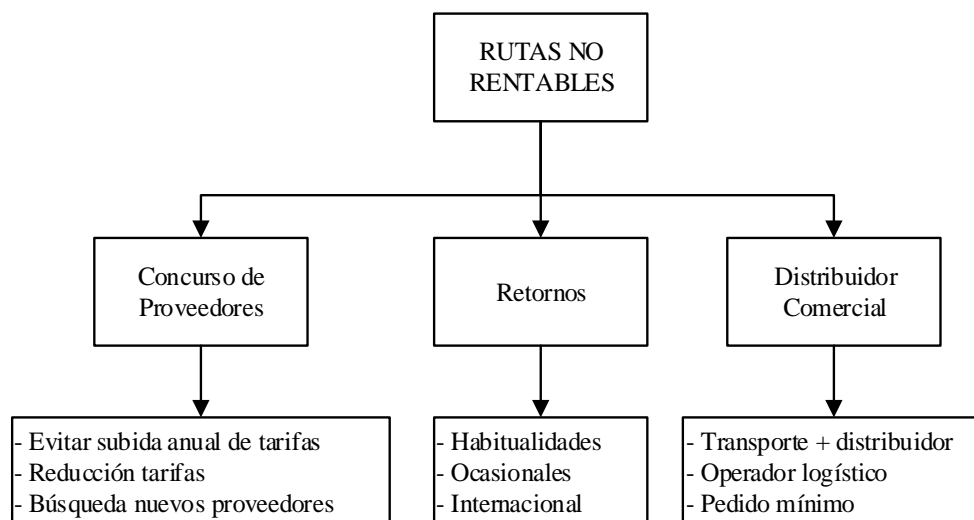 RUTAS NO
RENTABLES
Concurso de
Proveedores
Retornos
Distribuidor
Comercial
- Evitar subida anual de tarifas
- Reducción tarifas
- Búsqueda nuevos proveedores
- Habitualidades
- Ocasionales
- Internacional
- Transporte + distribuidor
- Operador logístico
- Pedido mínimo